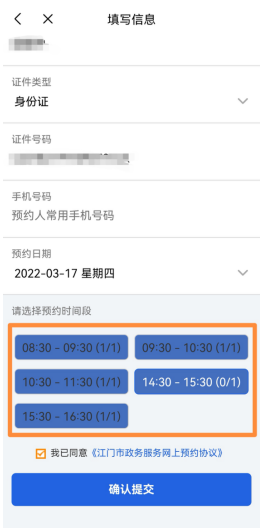 填写信息
证件类型
身份证
证件号码
手机号码
预约人常用手机号码
预约日期
2022-03-17 星期四
请选择预约时间段
08:30 - 09:30 (1/1) 09:30 - 10:30 (1/1)
10:30 - 11:30 (1/1) 14:30 - 15:30 (0/1)
15:30 - 16:30 (1/1)
我已同意《江门市政务服务网上预约协议》
确认提交